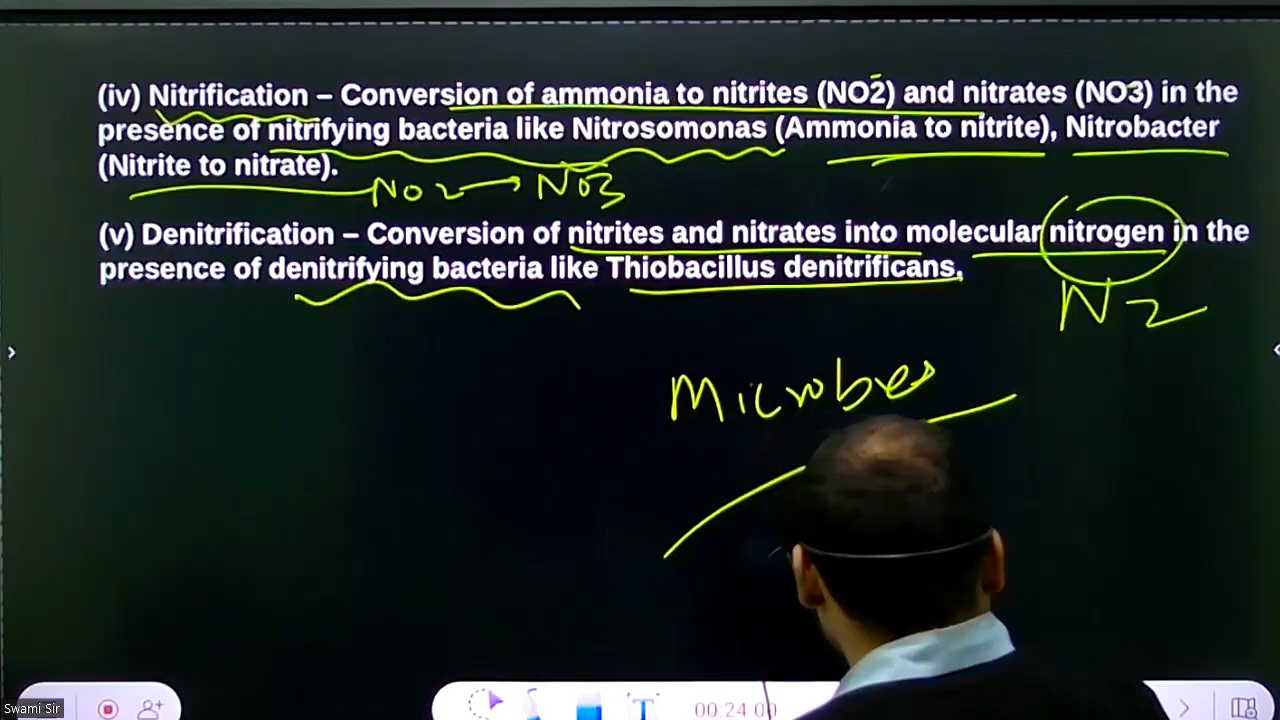 (iv) Nitrification – Conversion of ammonia to nitrites (NO2) and nitrates (NO3) in the
presence of nitrifying bacteria like Nitrosomonas (Ammonia to nitrite), Nitrobacter
(Nitrite to nitrate).
NO2 → NO3
(v) Denitrification – Conversion of nitrites and nitrates into molecular nitrogen in the
presence of denitrifying bacteria like Thiobacillus denitrificans.
N2
Microbes
Swami Sir
00:24